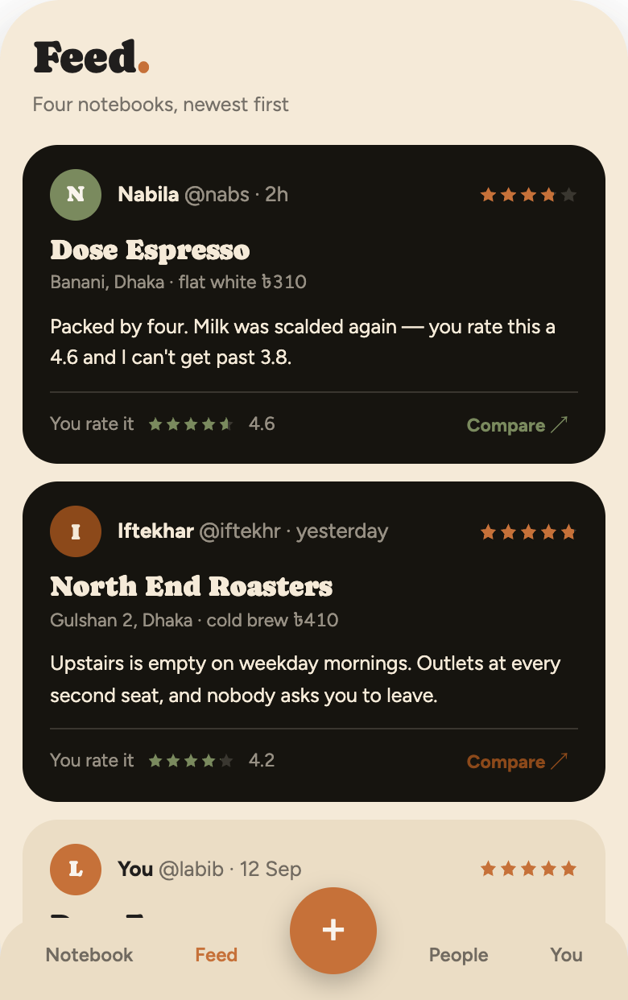 Feed.
Four notebooks, newest first
N
Nabila @nabs · 2h
Dose Espresso
Banani, Dhaka · flat white ৳310
Packed by four. Milk was scalded again — you rate this a
4.6 and I can't get past 3.8.
You rate it 4.6 Compare ↗
I
Iftekhar @iftekhr · yesterday
North End Roasters
Gulshan 2, Dhaka · cold brew ৳410
Upstairs is empty on weekday mornings. Outlets at every
second seat, and nobody asks you to leave.
You rate it 4.2 Compare ↗
L
You @labib · 12 Sep
+
Notebook Feed People You